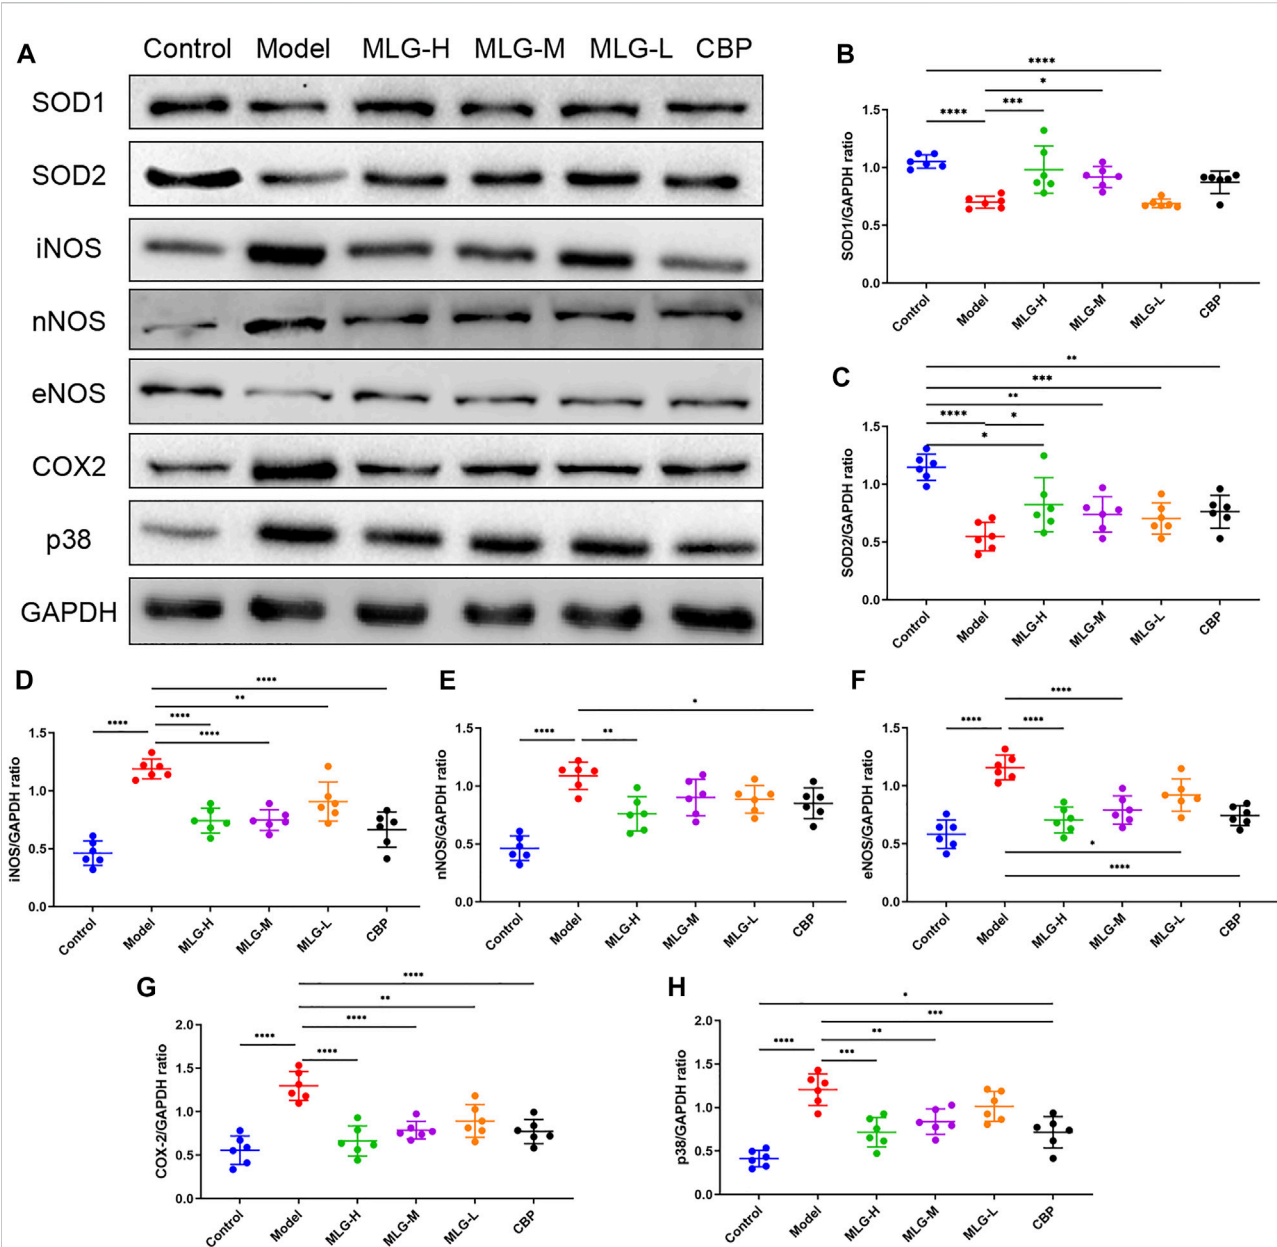 A
Control Model MLG-H MLG-M MLG-L CBP
SOD1
SOD2
iNOS
nNOS
eNOS
COX2
p38
GAPDH
B
****
*
**** ***
1.5
1.0
0.5
0.0
SOD1/GAPDH ratio
Control Model MLG-H MLG-M MLG-L CBP
C
**
***
**
**** *
*
1.5
1.0
0.5
0.0
SOD2/GAPDH ratio
Control Model MLG-H MLG-M MLG-L CBP
D
****
**
**** ****
****
1.5
1.0
0.5
0.0
iNOS/GAPDH ratio
Control Model MLG-H MLG-M MLG-L CBP
E
*
**** **
1.5
1.0
0.5
0.0
nNOS/GAPDH ratio
Control Model MLG-H MLG-M MLG-L CBP
F
****
**** ****
*
****
1.5
1.0
0.5
0.0
eNOS/GAPDH ratio
Control Model MLG-H MLG-M MLG-L CBP
G
****
**
****
**** ****
2.0
1.5
1.0
0.5
0.0
COX-2/GAPDH ratio
Control Model MLG-H MLG-M MLG-L CBP
H
*
***
**
**** ***
2.0
1.5
1.0
0.5
0.0
p38/GAPDH ratio
Control Model MLG-H MLG-M MLG-L CBP